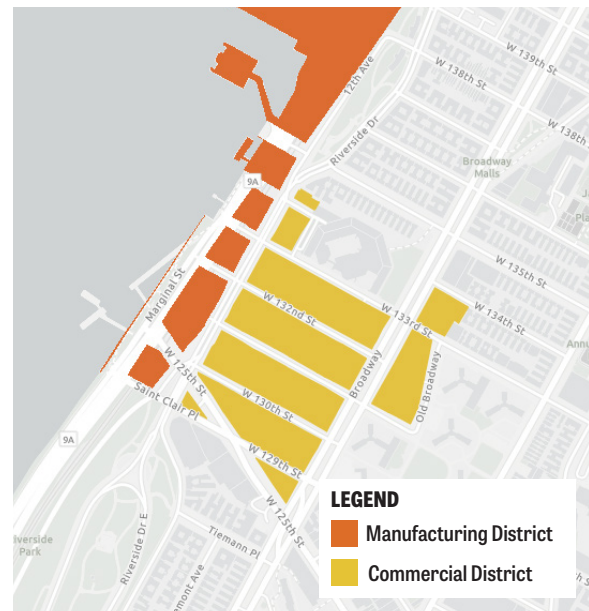 W 139th St
12th Ave
W 138th St
W 138th
Riverside Dr
Broadway
Malls
9A
W 135th St
Marginal St
W 132nd St
W 133rd St
W 134th St
Broadway
Old Broadway
W 125th St
Saint Clair Pl
W 130th St
9A
W 129th St
W 125th St
Riverside Dr E
Tiemann Pl
Park
LEGEND
Manufacturing District
Commercial District